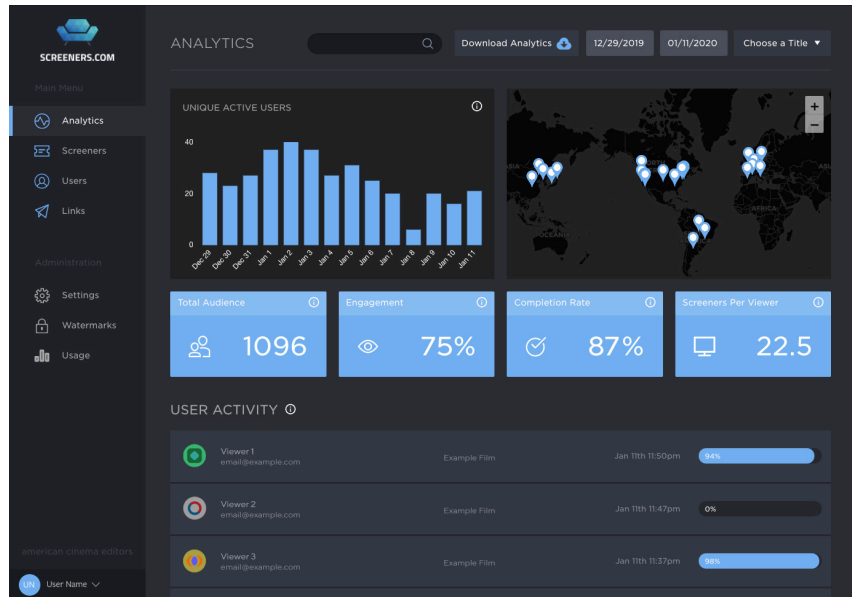 SCREENERS.COM
Main Menu
Analytics
Screeners
Users
Links
Administration
Settings
Watermarks
Usage
american cinema editors
UN User Name
ANALYTICS
Download Analytics
12/29/2019
01/11/2020
Choose a Title ▼
UNIQUE ACTIVE USERS
40
20
0
Dec 29 Dec 30 Dec 31 Jan 1 Jan 2 Jan 3 Jan 4 Jan 5 Jan 6 Jan 7 Jan 8 Jan 9 Jan 10 Jan 11
+
−
ASIA
NORTH
AFRICA
OCEANIA
Total Audience
1096
Engagement
75%
Completion Rate
87%
Screeners Per Viewer
22.5
USER ACTIVITY
Viewer 1
email@example.com
Example Film
Jan 11th 11:50pm
94%
Viewer 2
email@example.com
Example Film
Jan 11th 11:47pm
0%
Viewer 3
email@example.com
Example Film
Jan 11th 11:37pm
98%